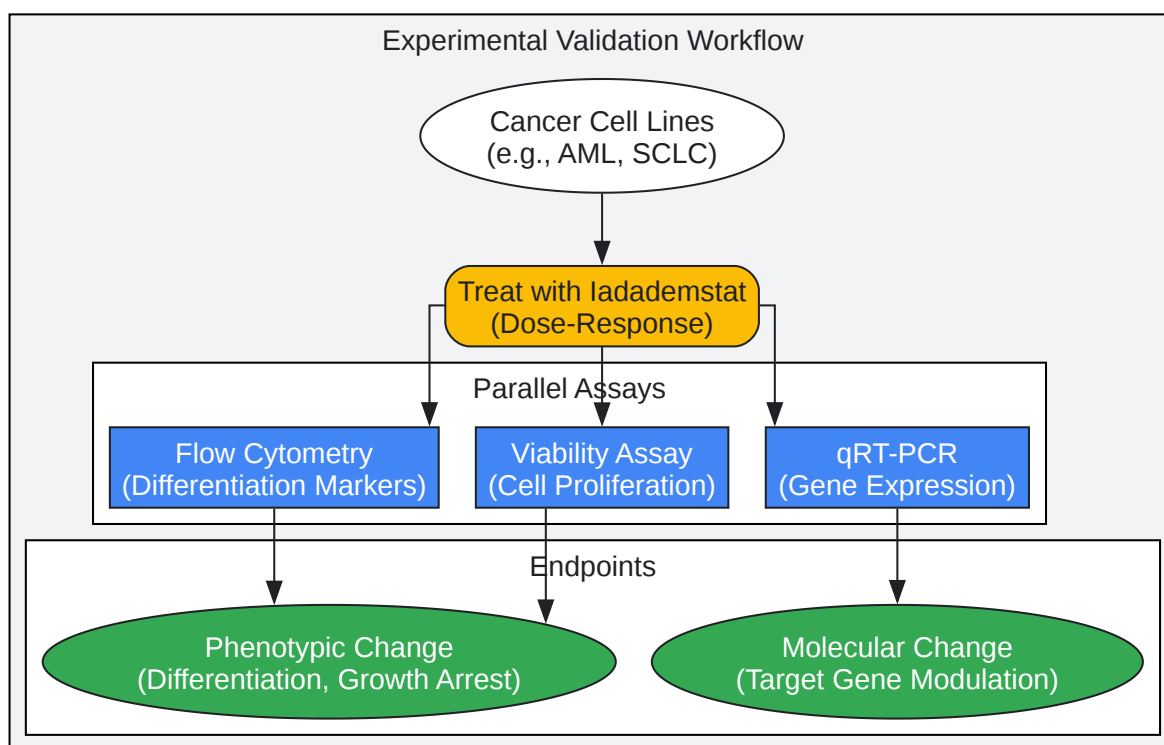 Experimental Validation Workflow
Cancer Cell Lines
(e.g., AML, SCLC)
Treat with Iadademstat
(Dose-Response)
Parallel Assays
Flow Cytometry
(Differentiation Markers)
Viability Assay
(Cell Proliferation)
qRT-PCR
(Gene Expression)
Endpoints
Phenotypic Change
(Differentiation, Growth Arrest)
Molecular Change
(Target Gene Modulation)